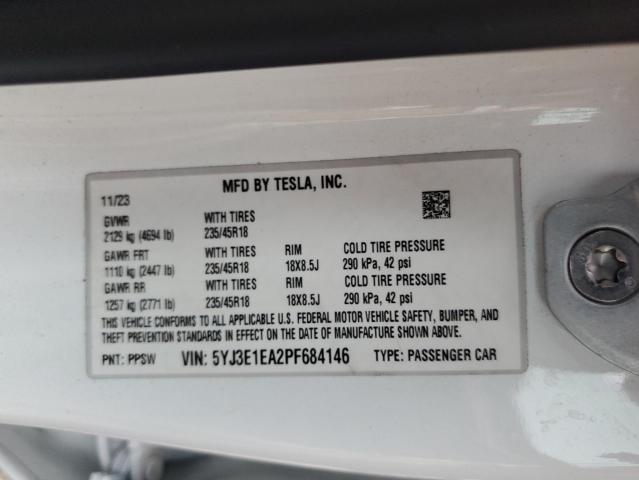 MFD BY TESLA, INC.
11/23
GVWR WITH TIRES
2129 kg (4694 lb) 235/45R18
GAWR FRT WITH TIRES RIM COLD TIRE PRESSURE
1110 kg (2447 lb) 235/45R18 18X8.5J 290 kPa, 42 psi
GAWR RR WITH TIRES RIM COLD TIRE PRESSURE
1257 kg (2771 lb) 235/45R18 18X8.5J 290 kPa, 42 psi
THIS VEHICLE CONFORMS TO ALL APPLICABLE U.S. FEDERAL MOTOR VEHICLE SAFETY, BUMPER, AND
THEFT PREVENTION STANDARDS IN EFFECT ON THE DATE OF MANUFACTURE SHOWN ABOVE.
PNT: PPSW VIN: 5YJ3E1EA2PF684146 TYPE: PASSENGER CAR